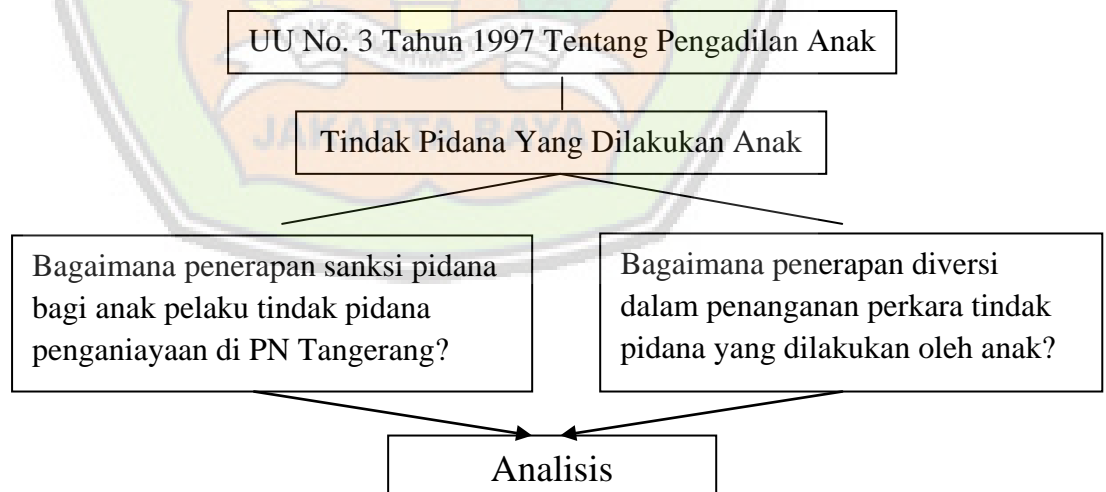 UU No. 3 Tahun 1997 Tentang Pengadilan Anak
JAKARTA RAYA
Tindak Pidana Yang Dilakukan Anak
Bagaimana penerapan sanksi pidana
bagi anak pelaku tindak pidana
penganiayaan di PN Tangerang?
Bagaimana penerapan diversi
dalam penanganan perkara tindak
pidana yang dilakukan oleh anak?
Analisis